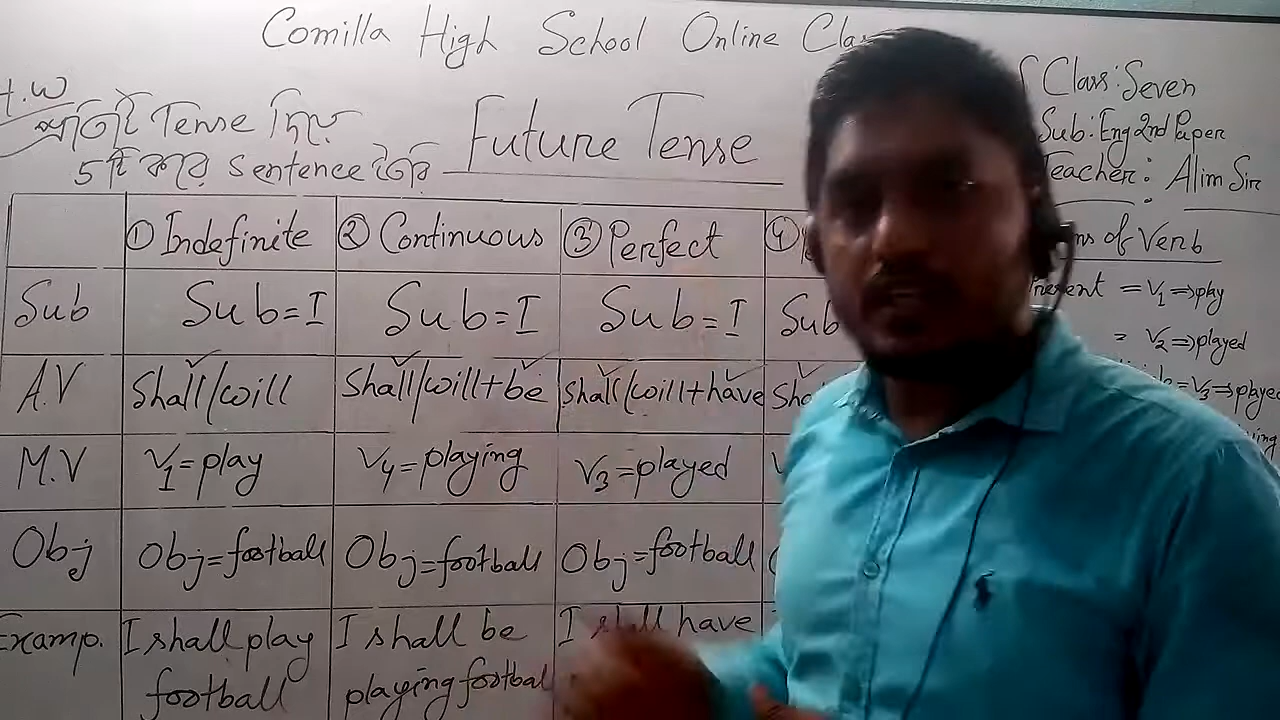 Comilla High School Online Cla
H.W
প্রতিটি Tense নিয়ে
5টি করে Sentence তৈরি
Future Tense
Class: Seven
Sub: Eng 2nd Paper
Teacher: Alim Sir
① Indefinite ② Continuous ③ Perfect ④
of Verb
Sub Sub=I Sub=I Sub=I Sub
= V1⇒play
= V2⇒played
A.V Shall/will Shall/will+be Shall/will+have Sha
=V3⇒played
M.V V1=play V4=playing V3=played
Obj Obj=football Obj=football Obj=football
Examp. I shall play I shall be I shall have
football playing football